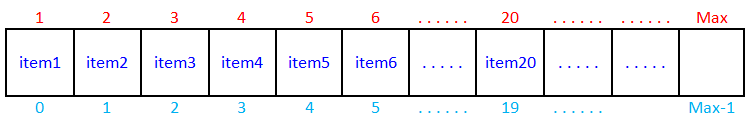 1 2 3 4 5 6 ...... 20 ...... ...... Max
item1 item2 item3 item4 item5 item6 ..... item20 ..... .....
0 1 2 3 4 5 ...... 19 ...... Max-1